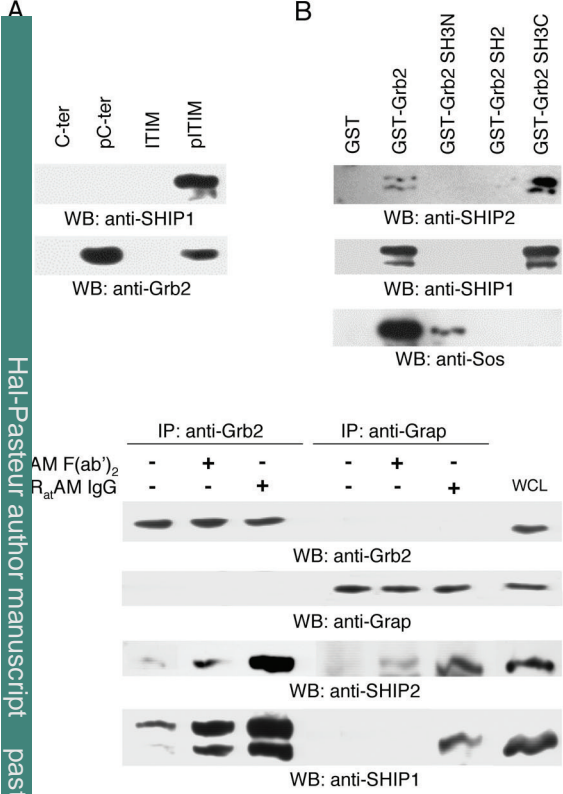 A
C-ter
pC-ter
ITIM
pITIM
WB: anti-SHIP1
WB: anti-Grb2
B
GST
GST-Grb2
GST-Grb2 SH3N
GST-Grb2 SH2
GST-Grb2 SH3C
WB: anti-SHIP2
WB: anti-SHIP1
WB: anti-Sos
IP: anti-Grb2 IP: anti-Grap
AM F(ab')2 - + - - + -
RatAM IgG - - + - - + WCL
WB: anti-Grb2
WB: anti-Grap
WB: anti-SHIP2
WB: anti-SHIP1
Hal-Pasteur author manuscript past